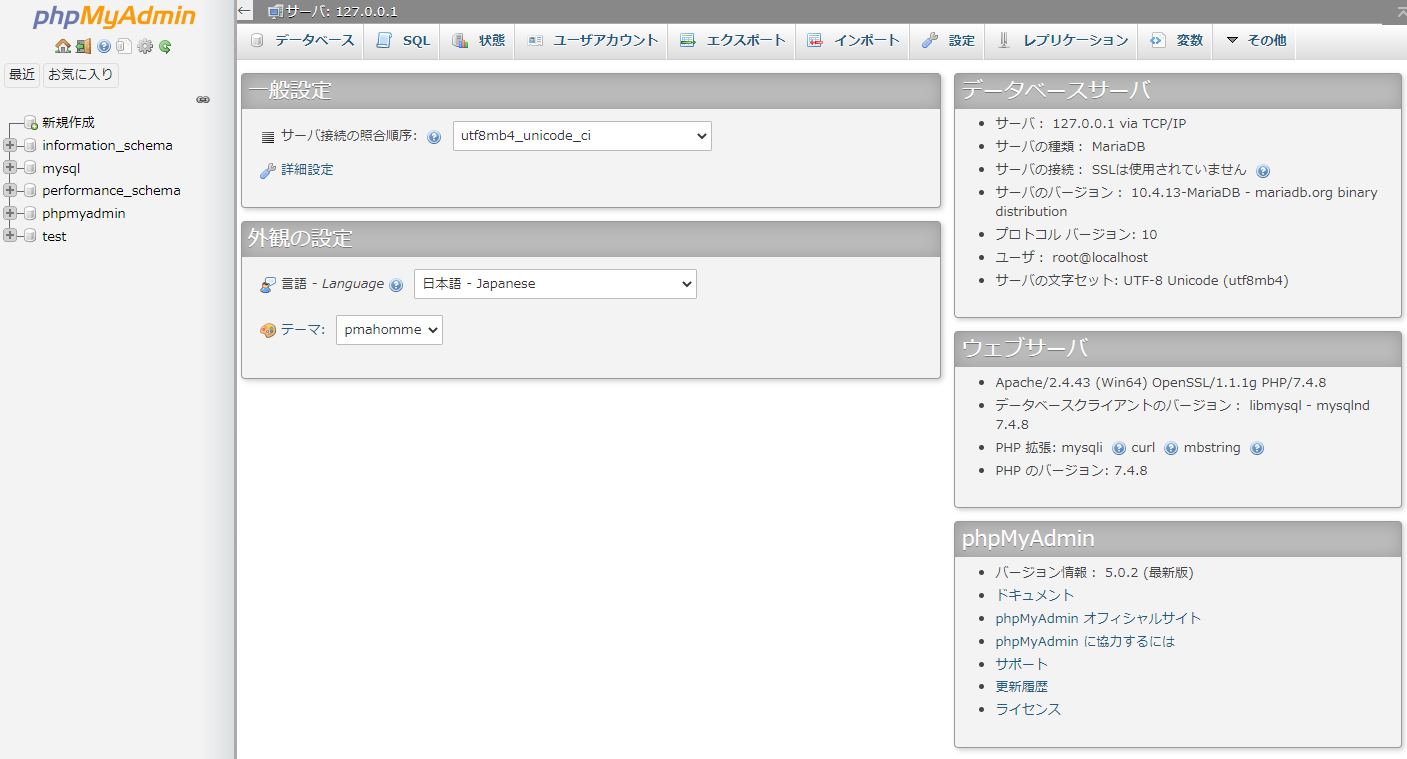 phpMyAdmin
最近 お気に入り
新規作成
information_schema
mysql
performance_schema
phpmyadmin
test
サーバ: 127.0.0.1
データベース SQL 状態 ユーザアカウント エクスポート インポート 設定 レプリケーション 変数 その他
一般設定
サーバ接続の照合順序: utf8mb4_unicode_ci
詳細設定
外観の設定
言語 - Language 日本語 - Japanese
テーマ: pmahomme
データベースサーバ
サーバ： 127.0.0.1 via TCP/IP
サーバの種類： MariaDB
サーバの接続： SSLは使用されていません
サーバのバージョン： 10.4.13-MariaDB - mariadb.org binary
distribution
プロトコル バージョン: 10
ユーザ： root@localhost
サーバの文字セット: UTF-8 Unicode (utf8mb4)
ウェブサーバ
Apache/2.4.43 (Win64) OpenSSL/1.1.1g PHP/7.4.8
データベースクライアントのバージョン： libmysql - mysqlnd
7.4.8
PHP 拡張: mysqli curl mbstring
PHP のバージョン: 7.4.8
phpMyAdmin
バージョン情報： 5.0.2 (最新版)
ドキュメント
phpMyAdmin オフィシャルサイト
phpMyAdmin に協力するには
サポート
更新履歴
ライセンス